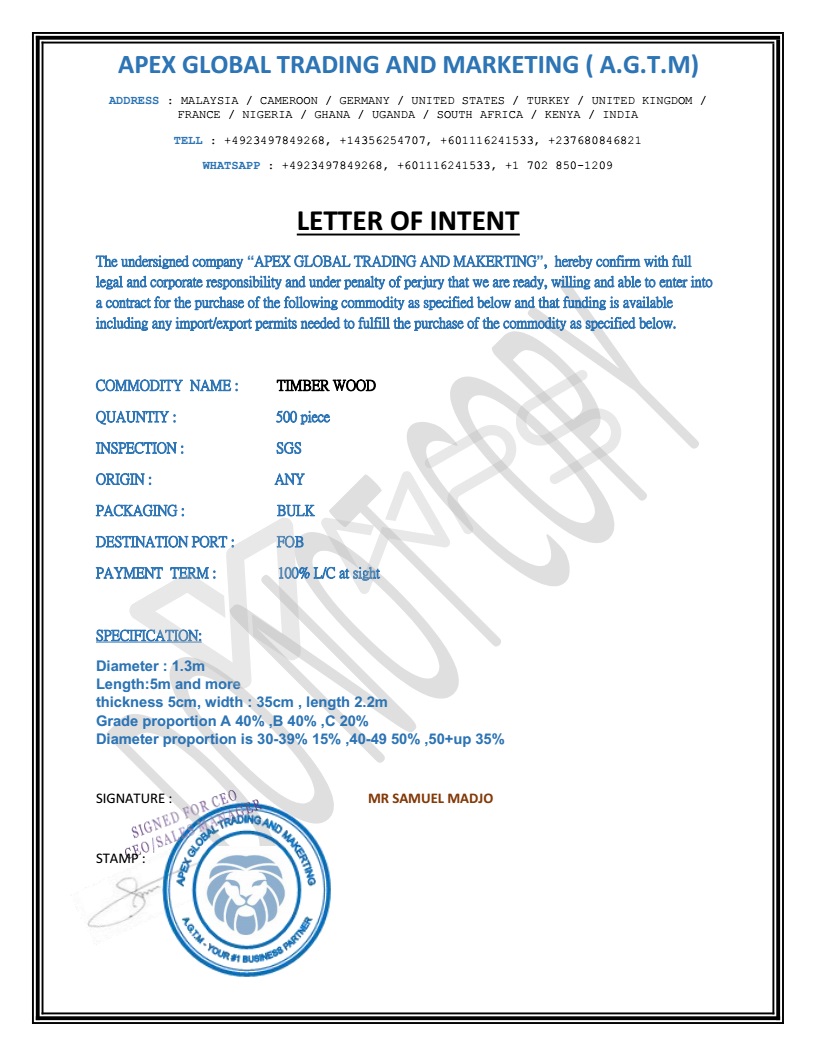 APEX GLOBAL TRADING AND MARKETING ( A.G.T.M)
ADDRESS : MALAYSIA / CAMEROON / GERMANY / UNITED STATES / TURKEY / UNITED KINGDOM /
FRANCE / NIGERIA / GHANA / UGANDA / SOUTH AFRICA / KENYA / INDIA
TELL : +4923497849268, +14356254707, +601116241533, +237680846821
WHATSAPP : +4923497849268, +601116241533, +1 702 850-1209
LETTER OF INTENT
The undersigned company “APEX GLOBAL TRADING AND MAKERTING”, hereby confirm with full
legal and corporate responsibility and under penalty of perjury that we are ready, willing and able to enter into
a contract for the purchase of the following commodity as specified below and that funding is available
including any import/export permits needed to fulfill the purchase of the commodity as specified below.
COMMODITY NAME : TIMBER WOOD
QUAUNTIY : 500 piece
INSPECTION : SGS
ORIGIN : ANY
PACKAGING : BULK
DESTINATION PORT : FOB
PAYMENT TERM : 100% L/C at sight
DO NOT COPY
SPECIFICATION:
Diameter : 1.3m
Length:5m and more
thickness 5cm, width : 35cm , length 2.2m
Grade proportion A 40% ,B 40% ,C 20%
Diameter proportion is 30-39% 15% ,40-49 50% ,50+up 35%
SIGNATURE : MR SAMUEL MADJO
SIGNED FOR CEO
CEO/SALES MANAGER
STAMP :
APEX GLOBAL TRADING AND MAKERTING
A.G.T.M - YOUR #1 BUSINESS PARTNER